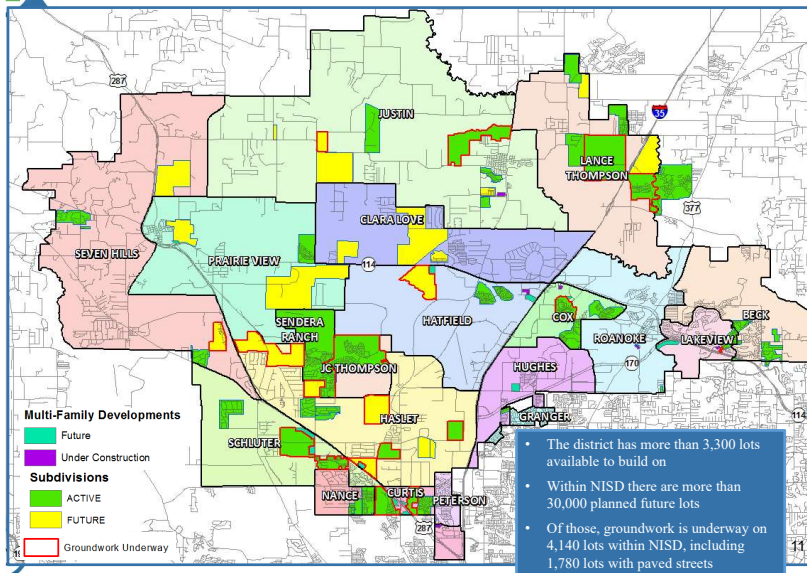 287
JUSTIN
35
LANCE
THOMPSON
377
CLARA LOVE
SEVEN HILLS
PRAIRIE VIEW
114
SENDERA
RANCH
HATFIELD
COX
ROANOKE
LAKEVIEW
BECK
JC THOMPSON
HUGHES
170
HASLET
GRANGER
114
SCHLUTER
NANCE
CURTIS
PETERSON
287
Multi-Family Developments
Future
Under Construction
Subdivisions
ACTIVE
FUTURE
Groundwork Underway
• The district has more than 3,300 lots
available to build on
• Within NISD there are more than
30,000 planned future lots
• Of those, groundwork is underway on
4,140 lots within NISD, including
1,780 lots with paved streets
11